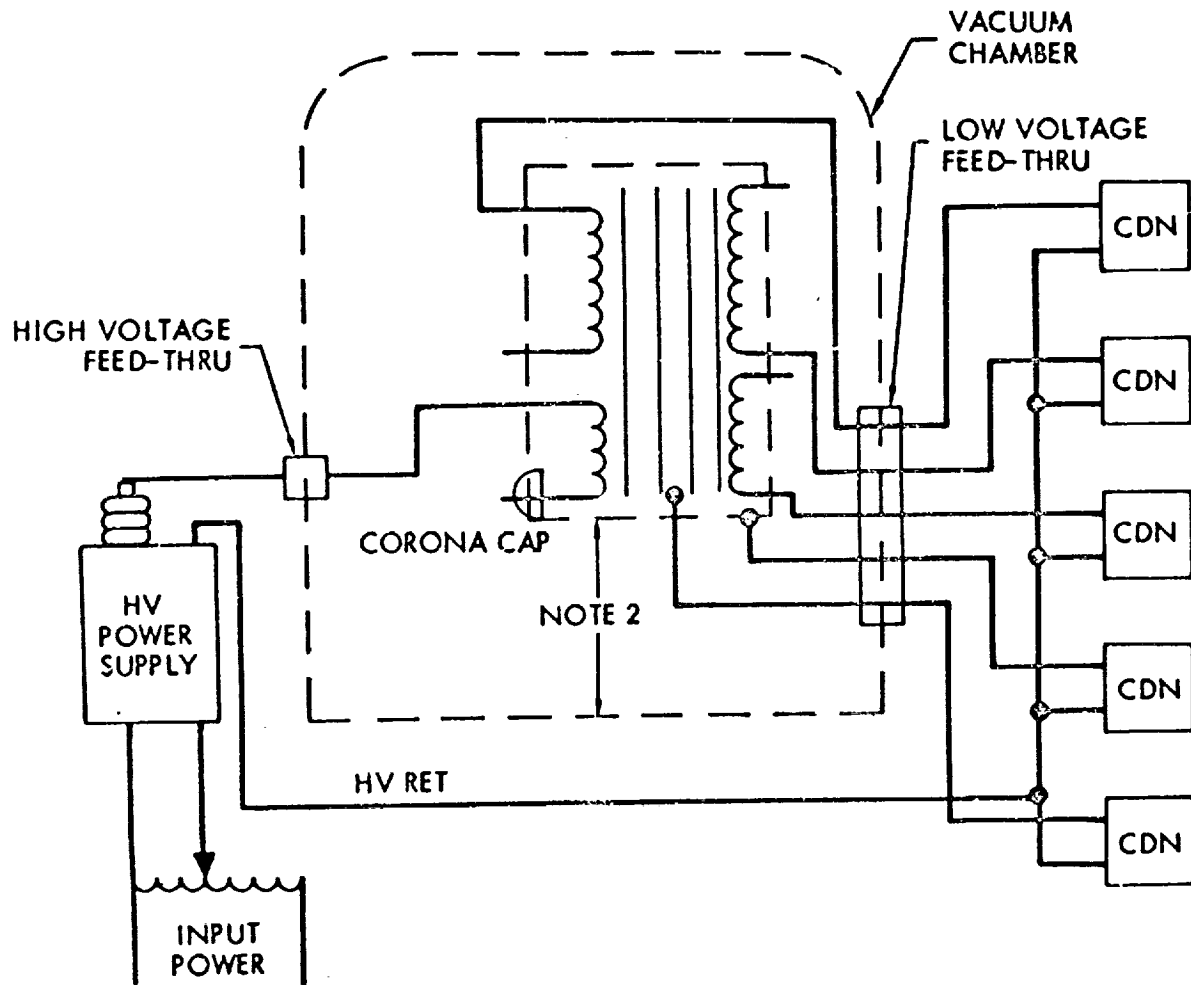 VACUUM
CHAMBER
LOW VOLTAGE
FEED-THRU
CDN
HIGH VOLTAGE
FEED-THRU
CDN
CORONA CAP
CDN
HV
POWER
SUPPLY
NOTE 2
CDN
HV RET
CDN
INPUT
POWER